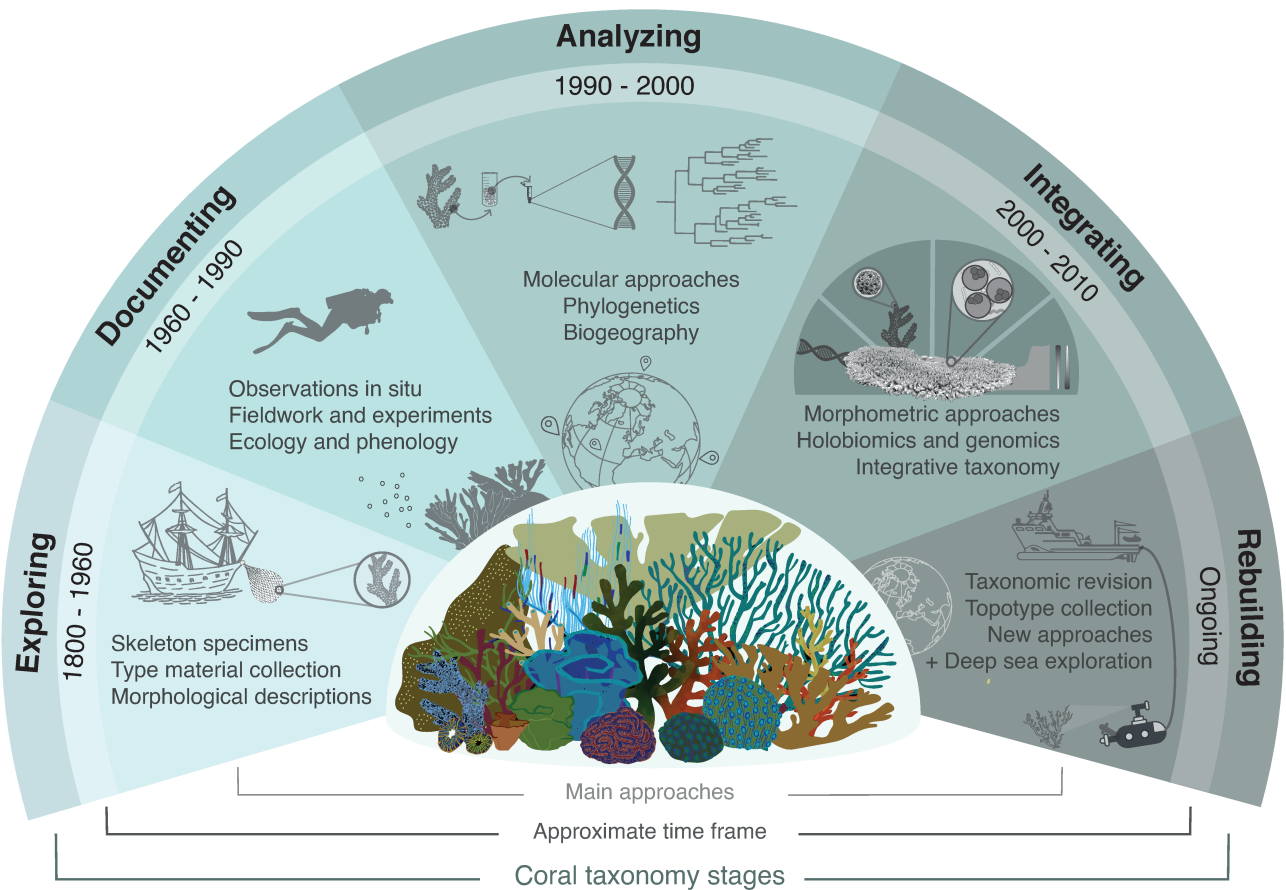 Exploring
1800 - 1960
Skeleton specimens
Type material collection
Morphological descriptions
Documenting
1960 - 1990
Observations in situ
Fieldwork and experiments
Ecology and phenology
Analyzing
1990 - 2000
Molecular approaches
Phylogenetics
Biogeography
Integrating
2000 - 2010
Morphometric approaches
Holobiomics and genomics
Integrative taxonomy
Rebuilding
Ongoing
Taxonomic revision
Topotype collection
New approaches
+ Deep sea exploration
Main approaches
Approximate time frame
Coral taxonomy stages